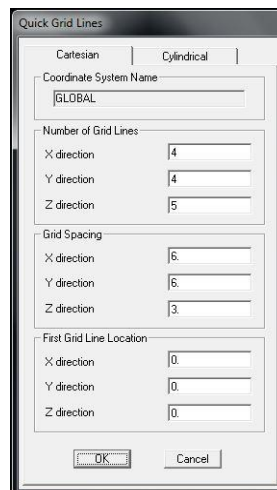 Quick Grid Lines
Cartesian Cylindrical
Coordinate System Name
GLOBAL
Number of Grid Lines
X direction 4
Y direction 4
Z direction 5
Grid Spacing
X direction 6.
Y direction 6.
Z direction 3.
First Grid Line Location
X direction 0.
Y direction 0.
Z direction 0.
OK Cancel